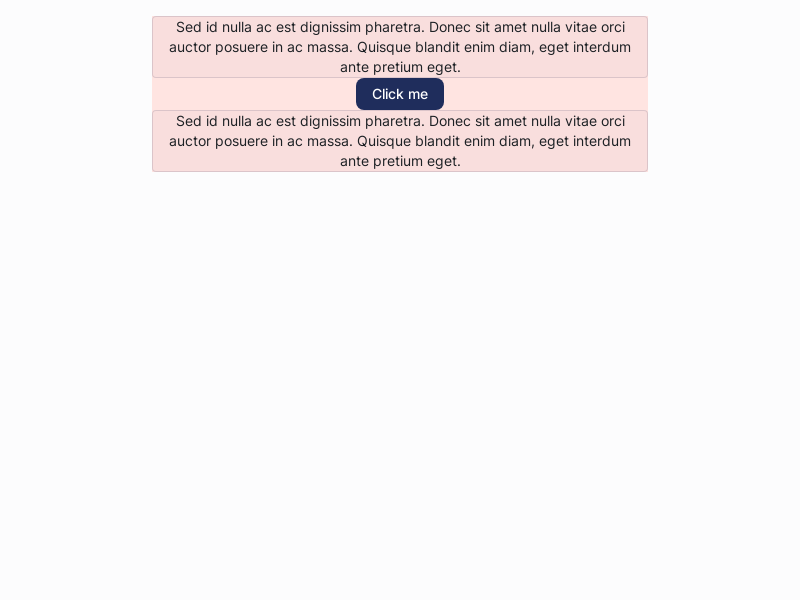 Sed id nulla ac est dignissim pharetra. Donec sit amet nulla vitae orci
auctor posuere in ac massa. Quisque blandit enim diam, eget interdum
ante pretium eget.
Click me
Sed id nulla ac est dignissim pharetra. Donec sit amet nulla vitae orci
auctor posuere in ac massa. Quisque blandit enim diam, eget interdum
ante pretium eget.